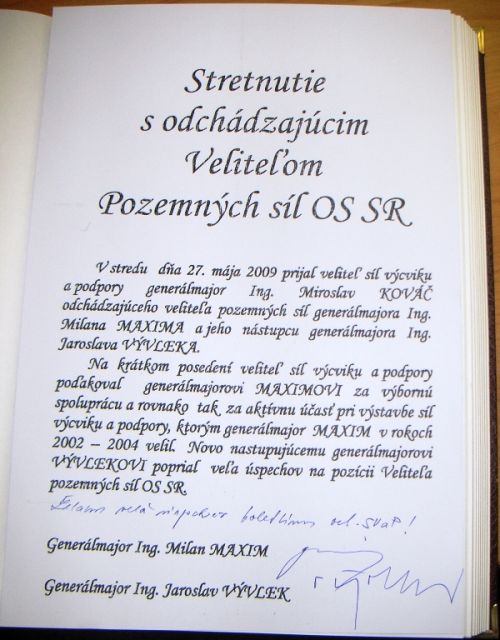 Stretnutie
s odchádzajúcim
Veliteľom
Pozemných síl OS SR
V stredu dňa 27. mája 2009 prijal veliteľ síl výcviku
a podpory generálmajor Ing. Miroslav KOVÁČ
odchádzajúceho veliteľa pozemných síl generálmajora Ing.
Milana MAXIMA a jeho nástupcu generálmajora Ing.
Jaroslava VÝVLEKA.
Na krátkom posedení veliteľ síl výcviku a podpory
poďakoval generálmajorovi MAXIMOVI za výbornú
spoluprácu a rovnako tak za aktívnu účasť pri výstavbe síl
výcviku a podpory, ktorým generálmajor MAXIM v rokoch
2002 – 2004 velil. Novo nastupujúcemu generálmajorovi
VÝVLEKOVI poprial veľa úspechov na pozícii Veliteľa
pozemných síl OS SR.
Generálmajor Ing. Milan MAXIM
Generálmajor Ing. Jaroslav VÝVLEK